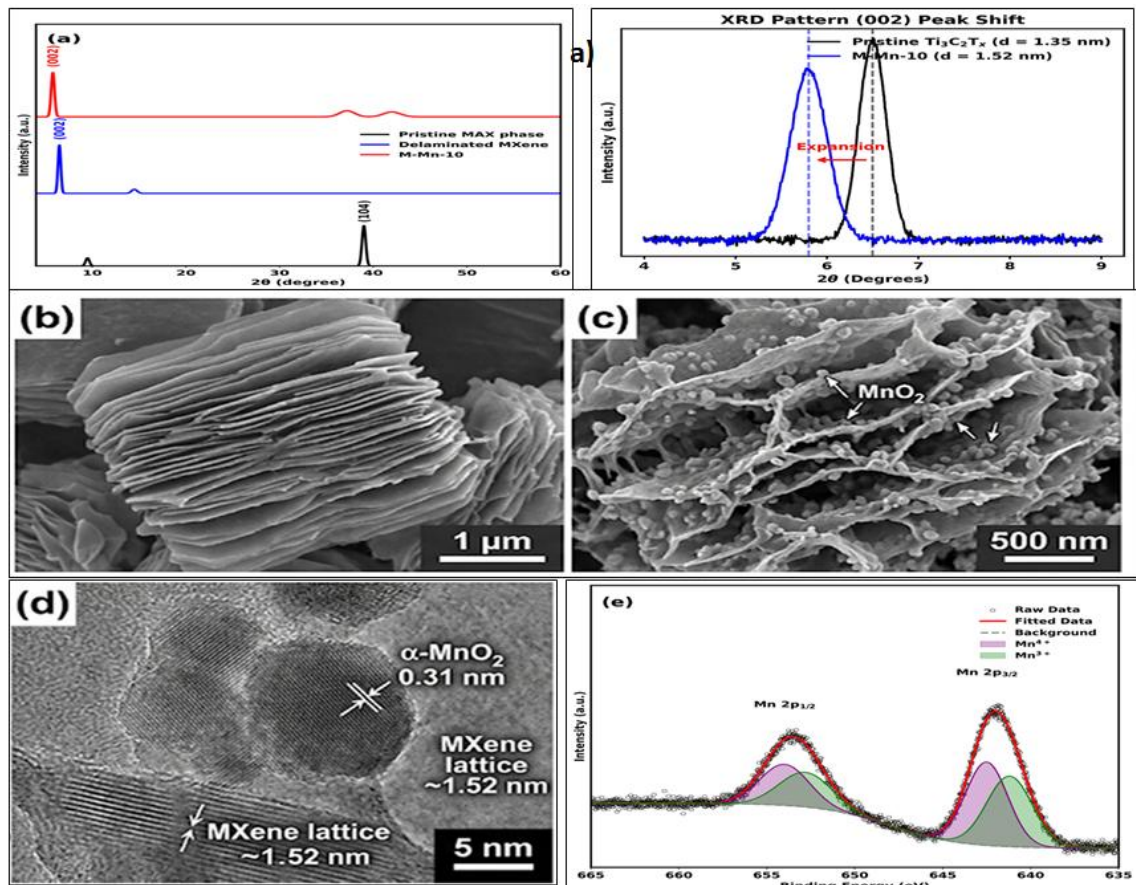 (a)
(002)
(002)
(104)
Pristine MAX phase
Delaminated MXene
M-Mn-10
Intensity (a.u.)
10
20
30
40
50
60
2θ (degree)
a)
XRD Pattern (002) Peak Shift
Pristine Ti₃C₂Tₓ (d = 1.35 nm)
M-Mn-10 (d = 1.52 nm)
Expansion
Intensity (a.u.)
4
5
6
7
8
9
2θ (Degrees)
(b)
1 μm
(c)
MnO₂
500 nm
(d)
α-MnO₂
0.31 nm
MXene
lattice
~1.52 nm
MXene lattice
~1.52 nm
5 nm
(e)
Raw Data
Fitted Data
Background
Mn⁴⁺
Mn³⁺
Mn 2p₁/₂
Mn 2p₃/₂
Intensity (a.u.)
665
660
655
650
645
640
635
Binding Energy (eV)